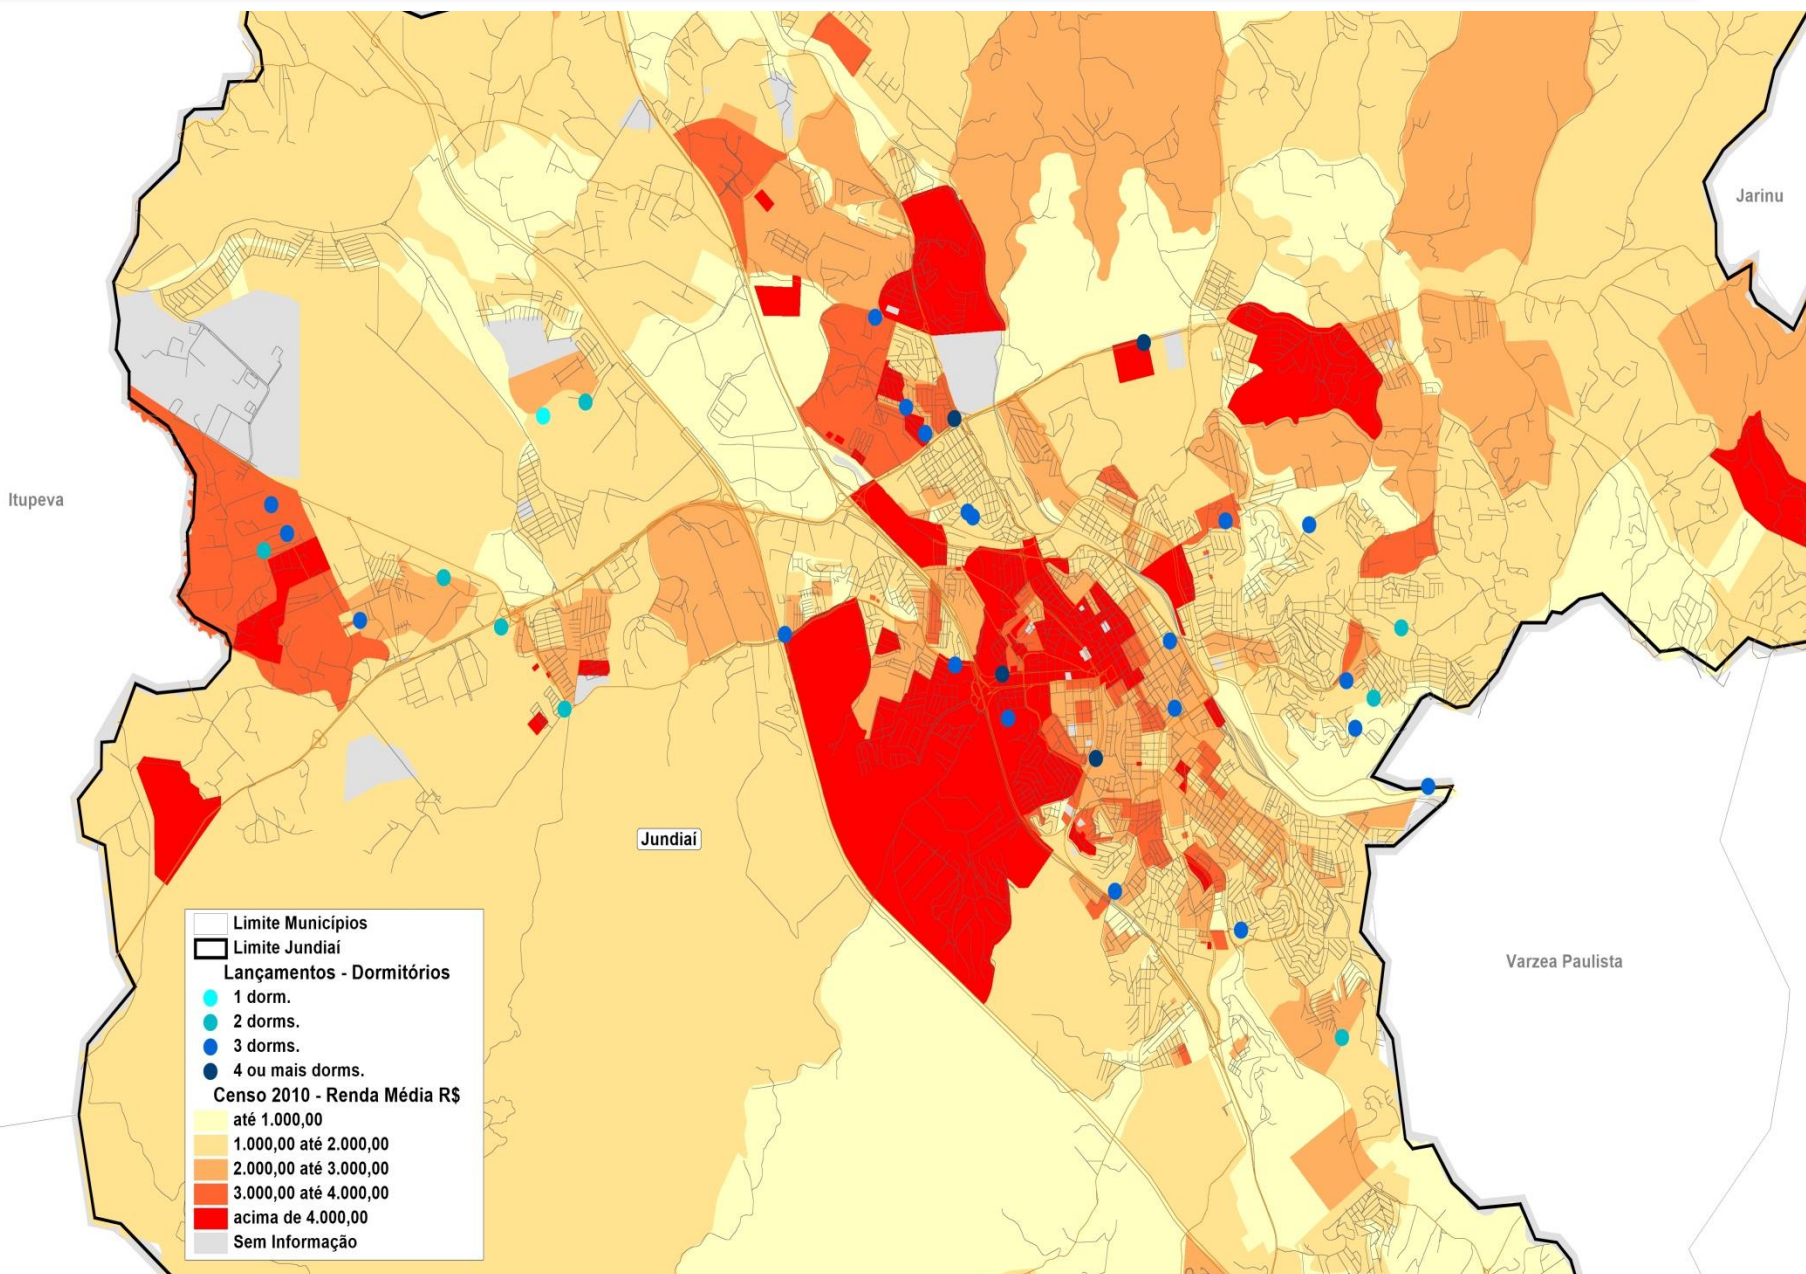 Jarinu
Itupeva
Jundiaí
Varzea Paulista
Limite Municípios
Limite Jundiaí
Lançamentos - Dormitórios
1 dorm.
2 dorms.
3 dorms.
4 ou mais dorms.
Censo 2010 - Renda Média R$
até 1.000,00
1.000,00 até 2.000,00
2.000,00 até 3.000,00
3.000,00 até 4.000,00
acima de 4.000,00
Sem Informação